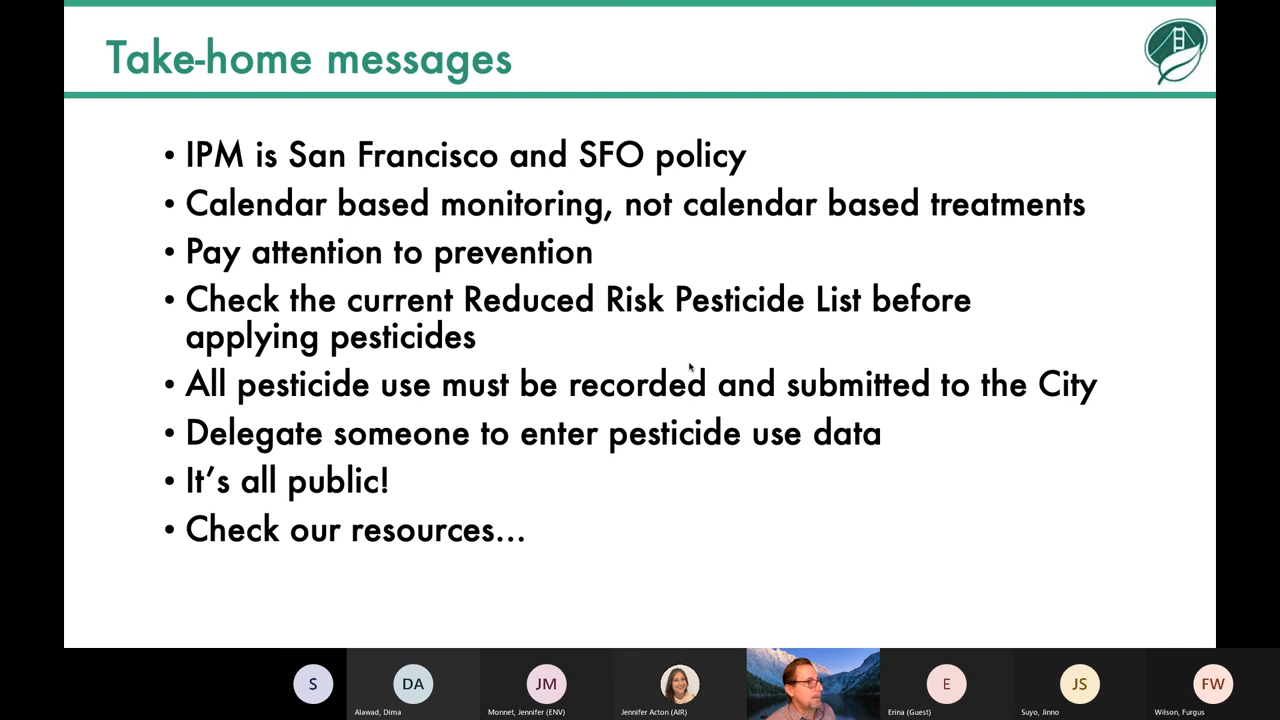 Take-home messages
• IPM is San Francisco and SFO policy
• Calendar based monitoring, not calendar based treatments
• Pay attention to prevention
• Check the current Reduced Risk Pesticide List before
applying pesticides
• All pesticide use must be recorded and submitted to the City
• Delegate someone to enter pesticide use data
• It’s all public!
• Check our resources...
S
DA
JM
E
JS
FW
Alawad, Dima
Monnet, Jennifer (ENV)
Jennifer Acton (AIR)
Erina (Guest)
Suyo, Jinno
Wilson, Furgus